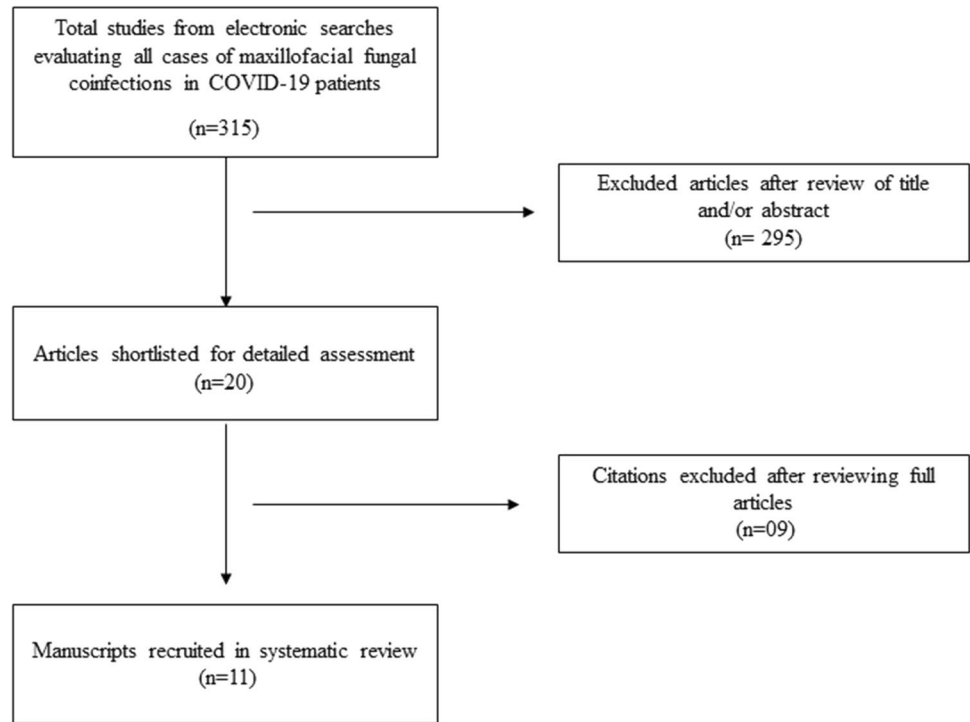 Total studies from electronic searches
evaluating all cases of maxillofacial fungal
coinfections in COVID-19 patients
(n=315)
Excluded articles after review of title
and/or abstract
(n= 295)
Articles shortlisted for detailed assessment
(n=20)
Citations excluded after reviewing full
articles
(n=09)
Manuscripts recruited in systematic review
(n=11)